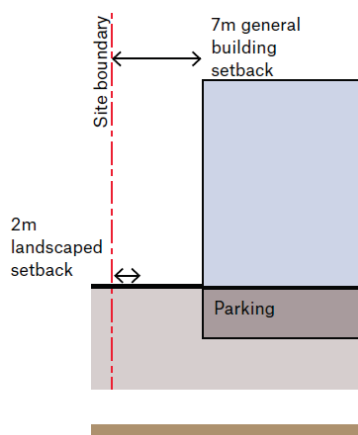 7m general
building
setback
Site boundary
2m
landscaped
setback
Parking